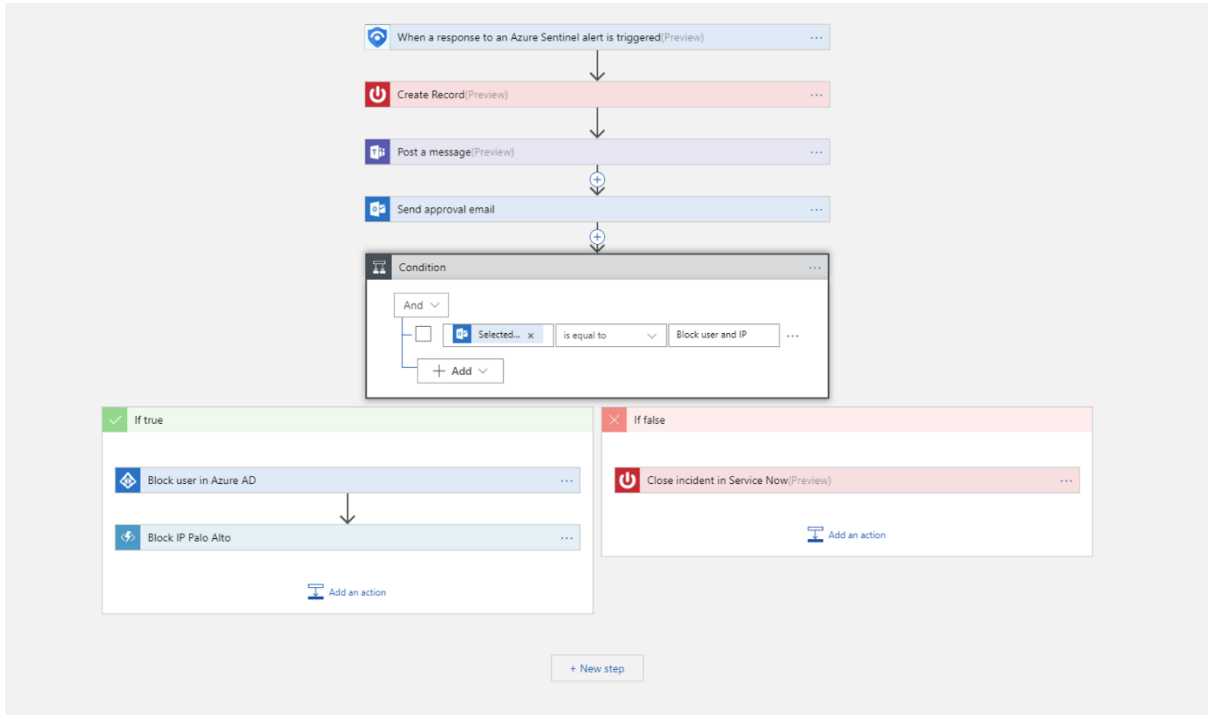 When a response to an Azure Sentinel alert is triggered(Preview)
Create Record(Preview)
Post a message(Preview)
Send approval email
Condition
And
Selected... x is equal to Block user and IP
Add
If true
Block user in Azure AD
Block IP Palo Alto
Add an action
If false
Close incident in Service Now(Preview)
Add an action
+ New step